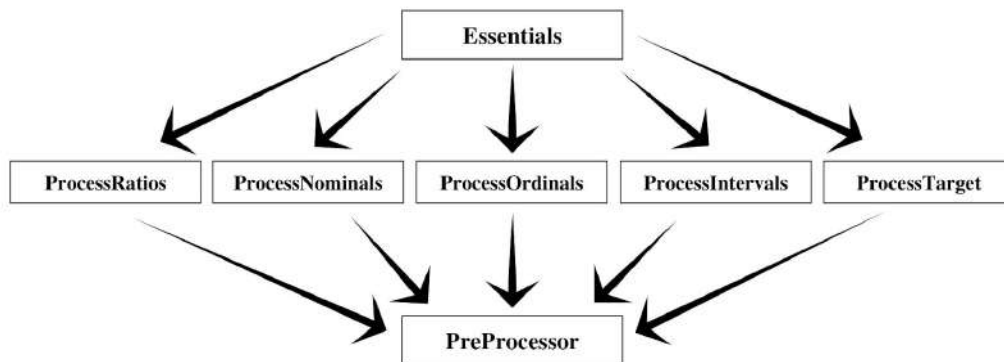 Essentials
ProcessRatios
ProcessNominals
ProcessOrdinals
ProcessIntervals
ProcessTarget
PreProcessor